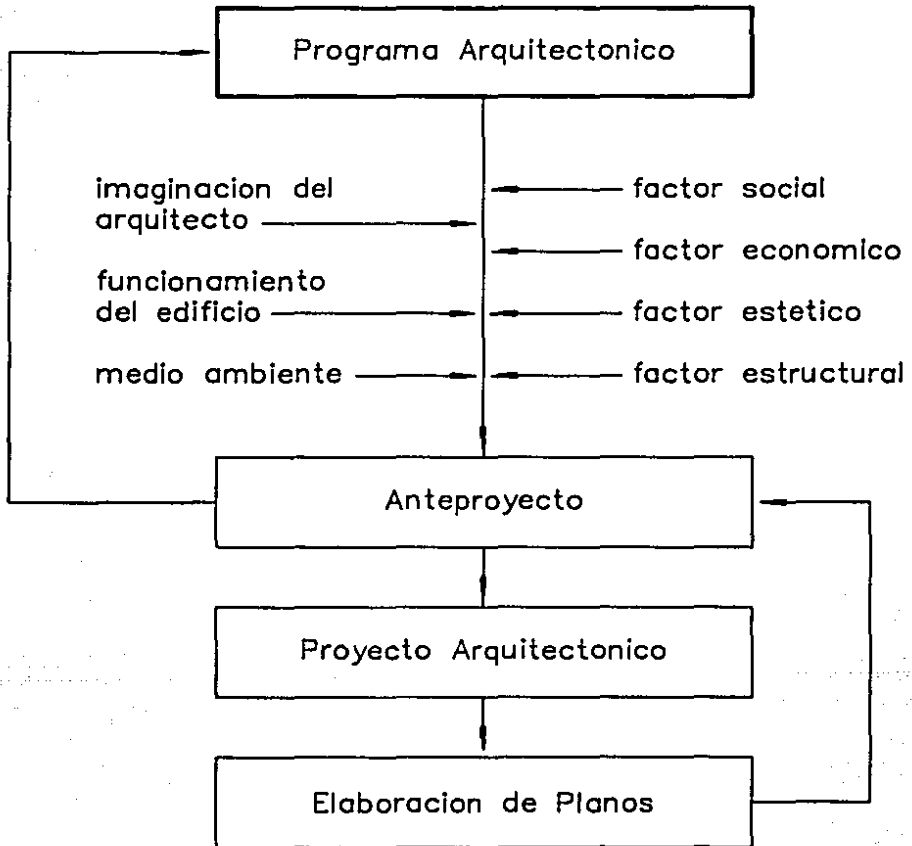 Programa Arquitectonico
imaginacion del
arquitecto
factor social
factor economico
funcionamiento
del edificio
factor estetico
medio ambiente
factor estructural
Anteproyecto
Proyecto Arquitectonico
Elaboracion de Planos